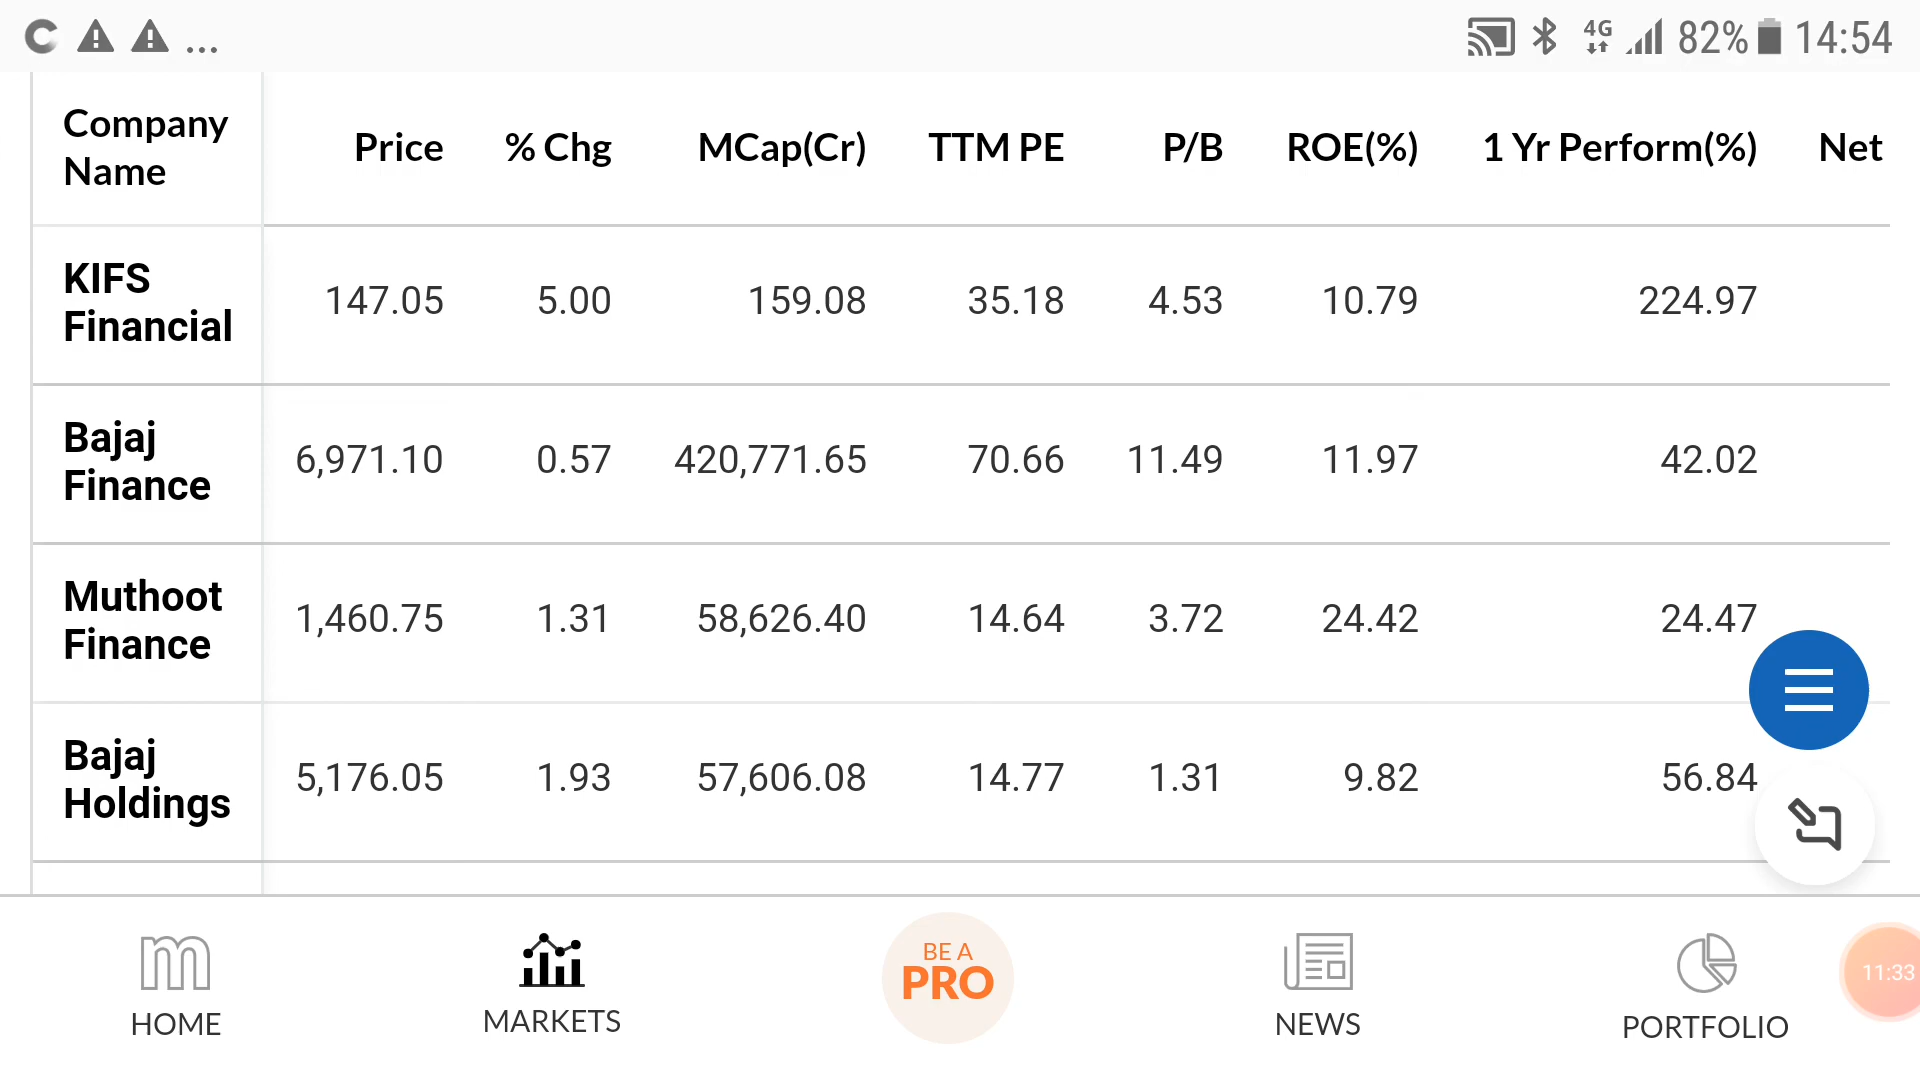 ... 4G 82% 14:54
Company Name Price % Chg MCap(Cr) TTM PE P/B ROE(%) 1 Yr Perform(%) Net
KIFS Financial 147.05 5.00 159.08 35.18 4.53 10.79 224.97
Bajaj Finance 6,971.10 0.57 420,771.65 70.66 11.49 11.97 42.02
Muthoot Finance 1,460.75 1.31 58,626.40 14.64 3.72 24.42 24.47
Bajaj Holdings 5,176.05 1.93 57,606.08 14.77 1.31 9.82 56.84
m
HOME
MARKETS
BE A
PRO
NEWS
PORTFOLIO
11:33